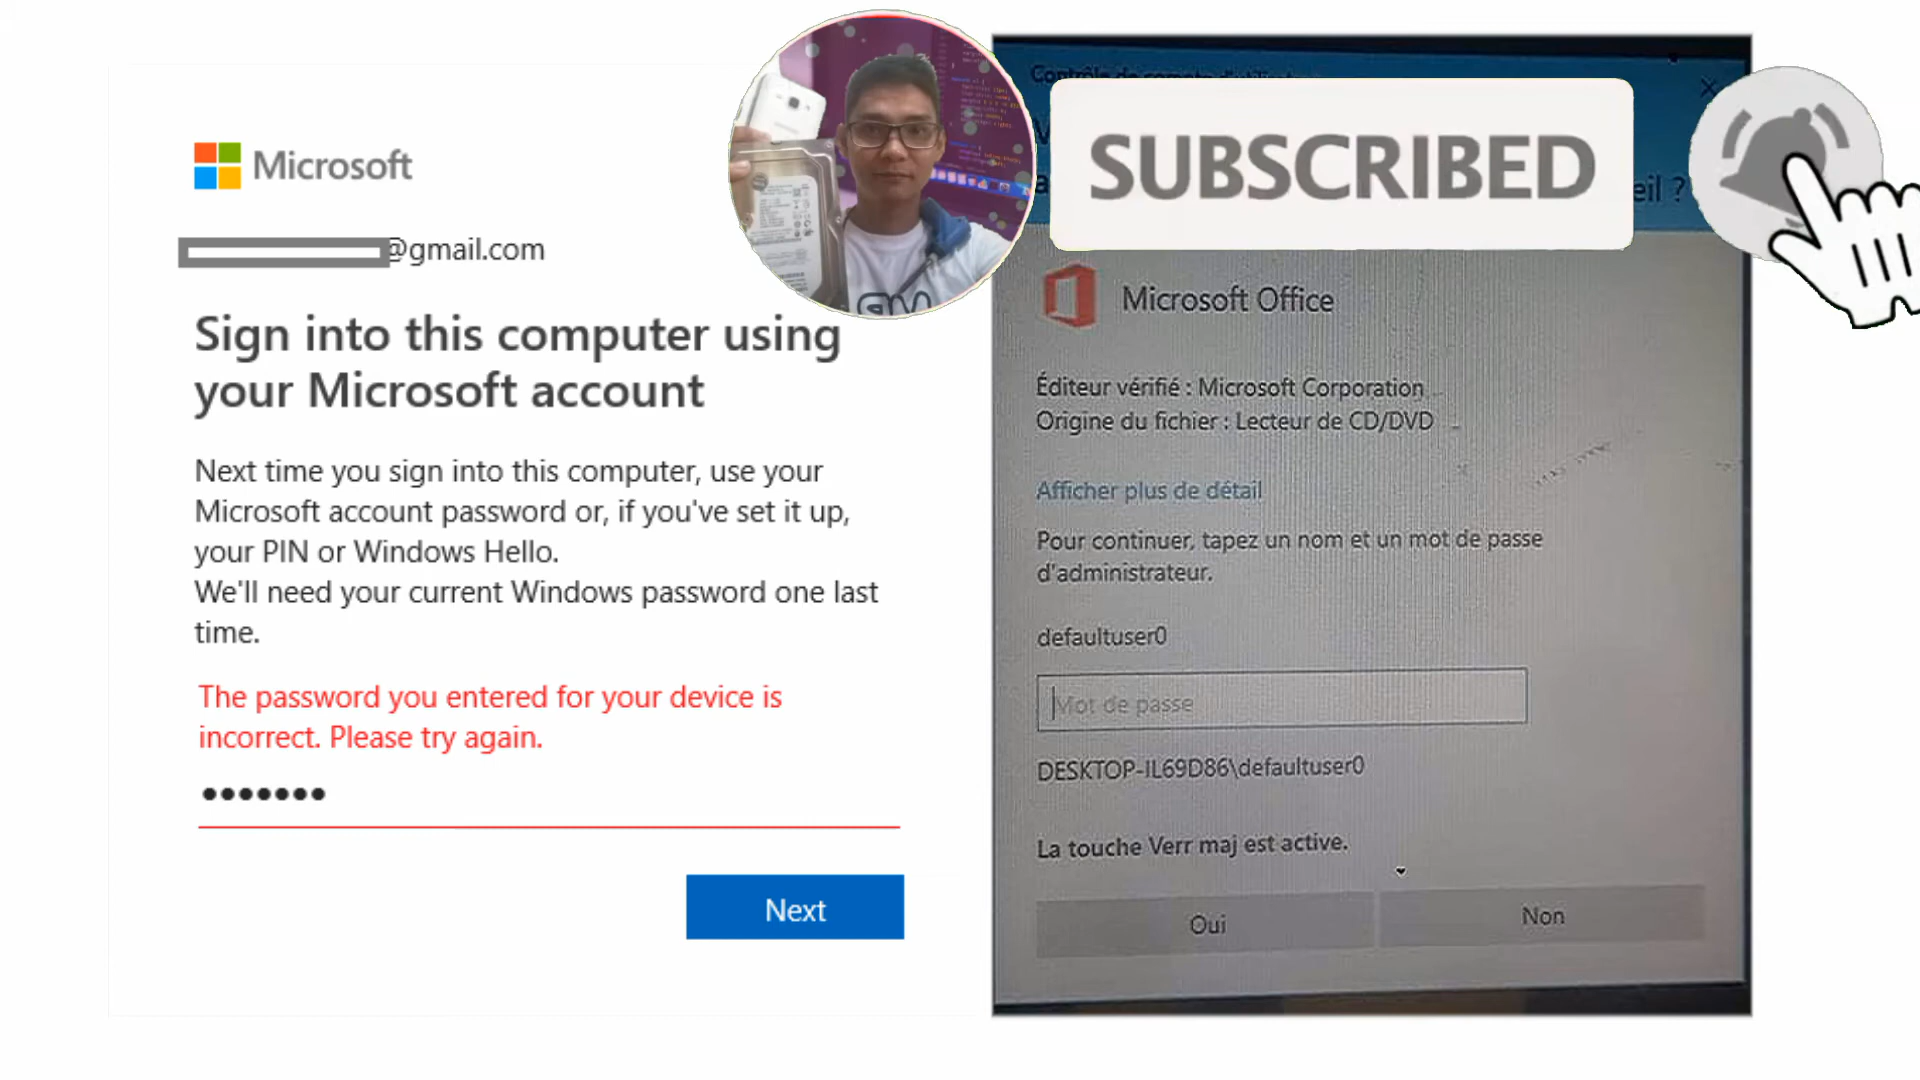 Microsoft
@gmail.com
Sign into this computer using
your Microsoft account
Next time you sign into this computer, use your
Microsoft account password or, if you've set it up,
your PIN or Windows Hello.
We'll need your current Windows password one last
time.
The password you entered for your device is
incorrect. Please try again.
Next
SUBSCRIBED
Contrôle de compte
eil ?
Microsoft Office
Éditeur vérifié : Microsoft Corporation
Origine du fichier : Lecteur de CD/DVD
Afficher plus de détail
Pour continuer, tapez un nom et un mot de passe
d'administrateur.
defaultuser0
Mot de passe
DESKTOP-IL69D86\defaultuser0
La touche Verr maj est active.
Oui
Non